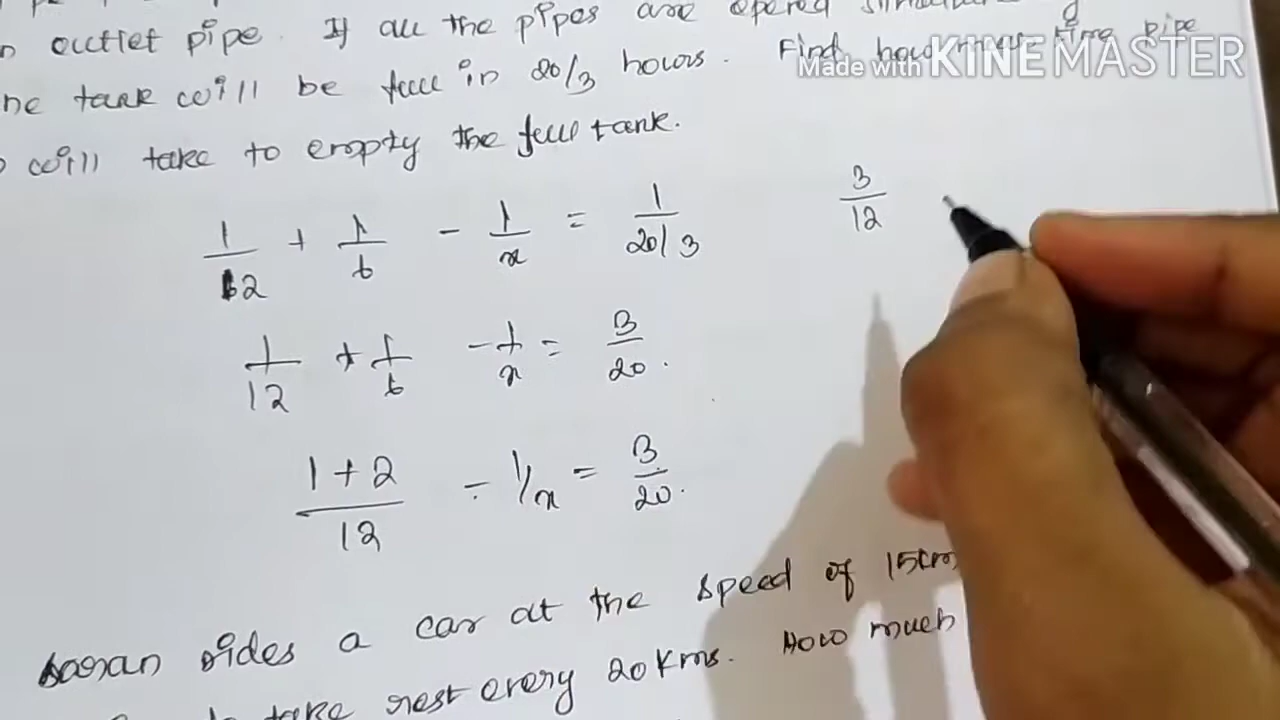 outlet pipe. If all the pipes are opened
tank will be full in 20/3 hours. Find how time pipe
Made with KINEMASTER
will take to empty the full tank.
1/12 + 1/6 - 1/x = 1/20/3
3/12
1/12 + 1/6 - 1/x = 3/20.
1+2/12 - 1/x = 3/20.
rides a car at the speed of 15km
take rest every 20 Kms. How much